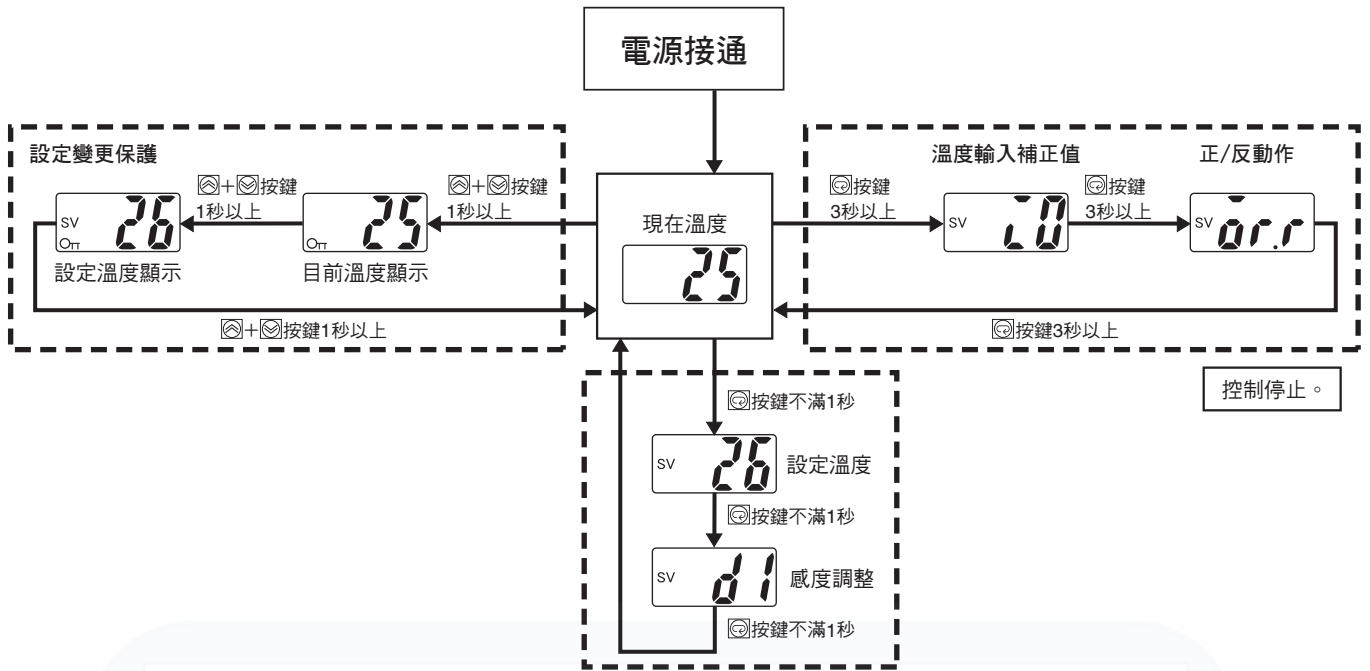 電源接通
設定變更保護
+按鍵
1秒以上
+按鍵
1秒以上
SV 26
25
設定溫度顯示
目前溫度顯示
+按鍵1秒以上
現在溫度
25
溫度輸入補正值
正/反動作
按鍵
3秒以上
按鍵
3秒以上
SV
SV
按鍵3秒以上
控制停止。
按鍵不滿1秒
SV 26 設定溫度
按鍵不滿1秒
SV d1 感度調整
按鍵不滿1秒